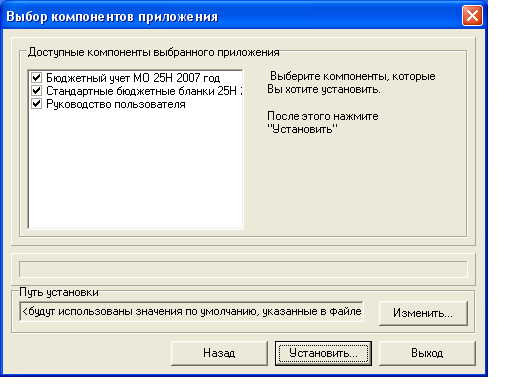 Выбор компонентов приложения
Доступные компоненты выбранного приложения
Бюджетный учет МО 25Н 2007 год
Стандартные бюджетные бланки 25Н
Руководство пользователя
Выберите компоненты, которые
Вы хотите установить.
После этого нажмите
"Установить"
Путь установки
<будут использованы значения по умолчанию, указанные в файле
Изменить...
Назад
Установить...
Выход